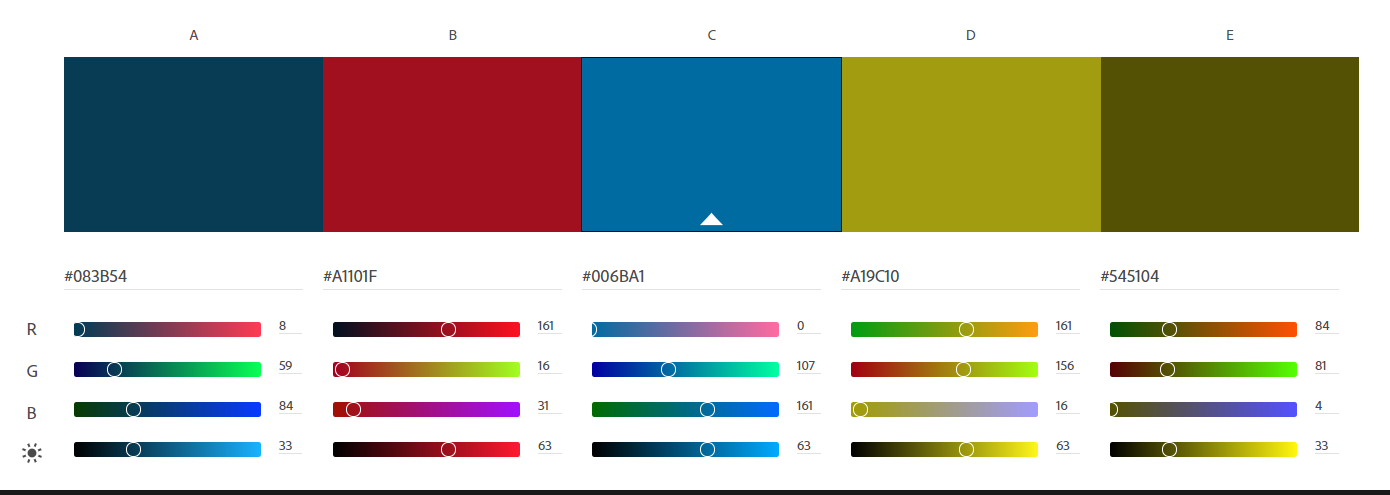 A B C D E
#083B54 #A1101F #006BA1 #A19C10 #545104
R 8 161 0 161 84
G 59 16 107 156 81
B 84 31 161 16 4
33 63 63 63 33